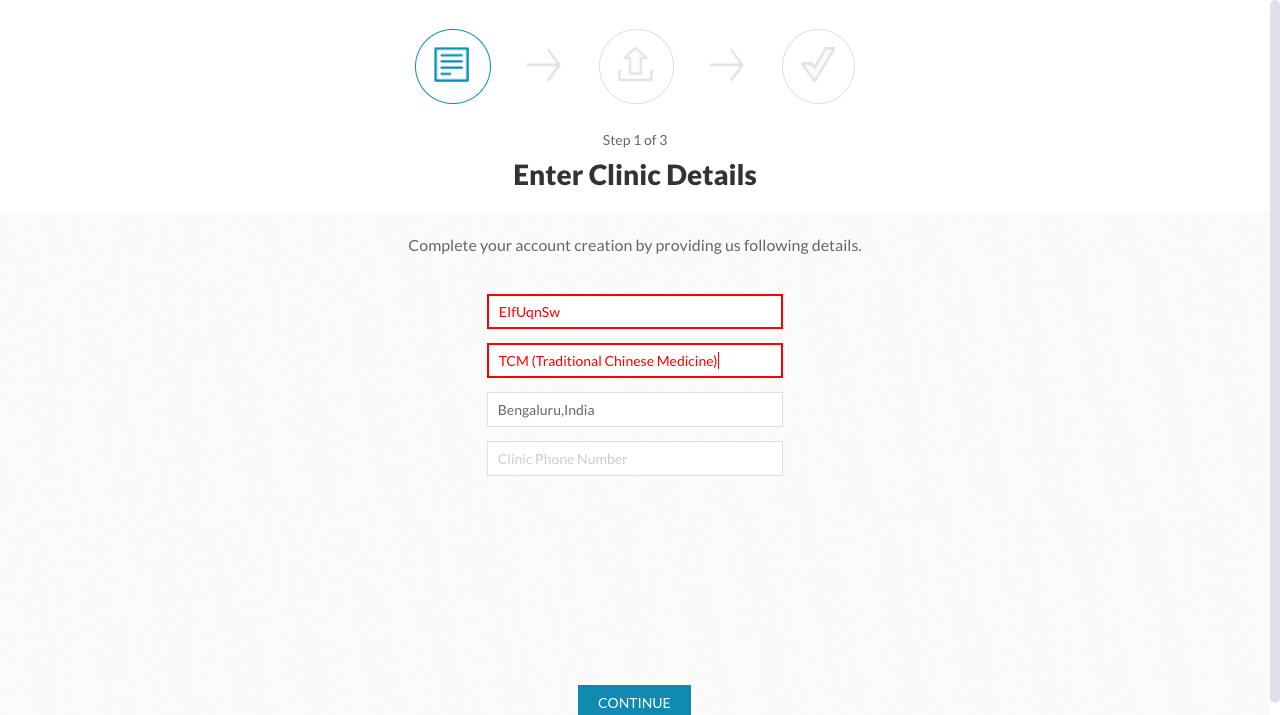 Step 1 of 3
Enter Clinic Details
Complete your account creation by providing us following details.
EIfUqnSw
TCM (Traditional Chinese Medicine)
Bengaluru,India
Clinic Phone Number
CONTINUE